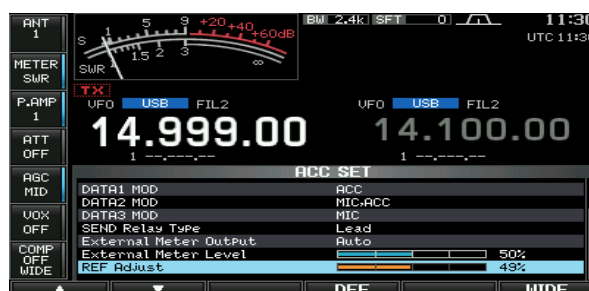 ANT
1
METER
SWR
P.AMP
1
ATT
OFF
AGC
MID
VOX
OFF
COMP
OFF
WIDE
S 1 5 9 +20 +40 +60dB
SWR 1 1.5 2 3 ∞
BW 2.4k SFT 0
11:30
UTC 11:30
TX
VFO USB FIL2
14.999.00
1 --.---.--
VFO USB FIL2
14.100.00
1 --.---.--
ACC SET
DATA1 MOD ACC
DATA2 MOD MIC,ACC
DATA3 MOD MIC
SEND Relay Type Lead
External Meter Output Auto
External Meter Level 50%
REF Adjust 49%
DEF WIDE